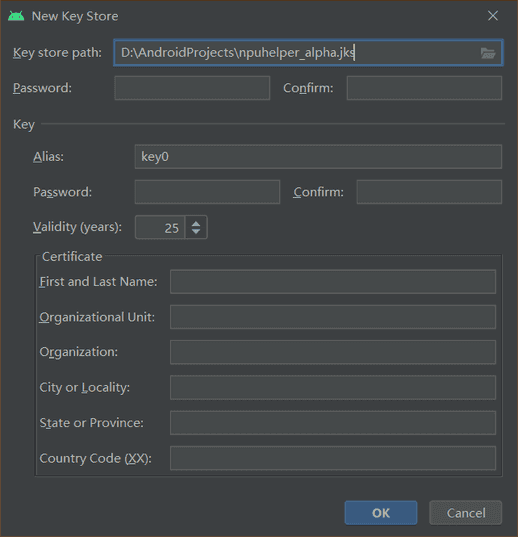 New Key Store
Key store path: D:\AndroidProjects\npuhelper_alpha.jks
Password: Confirm:
Key
Alias: key0
Password: Confirm:
Validity (years): 25
Certificate
First and Last Name:
Organizational Unit:
Organization:
City or Locality:
State or Province:
Country Code (XX):
OK Cancel